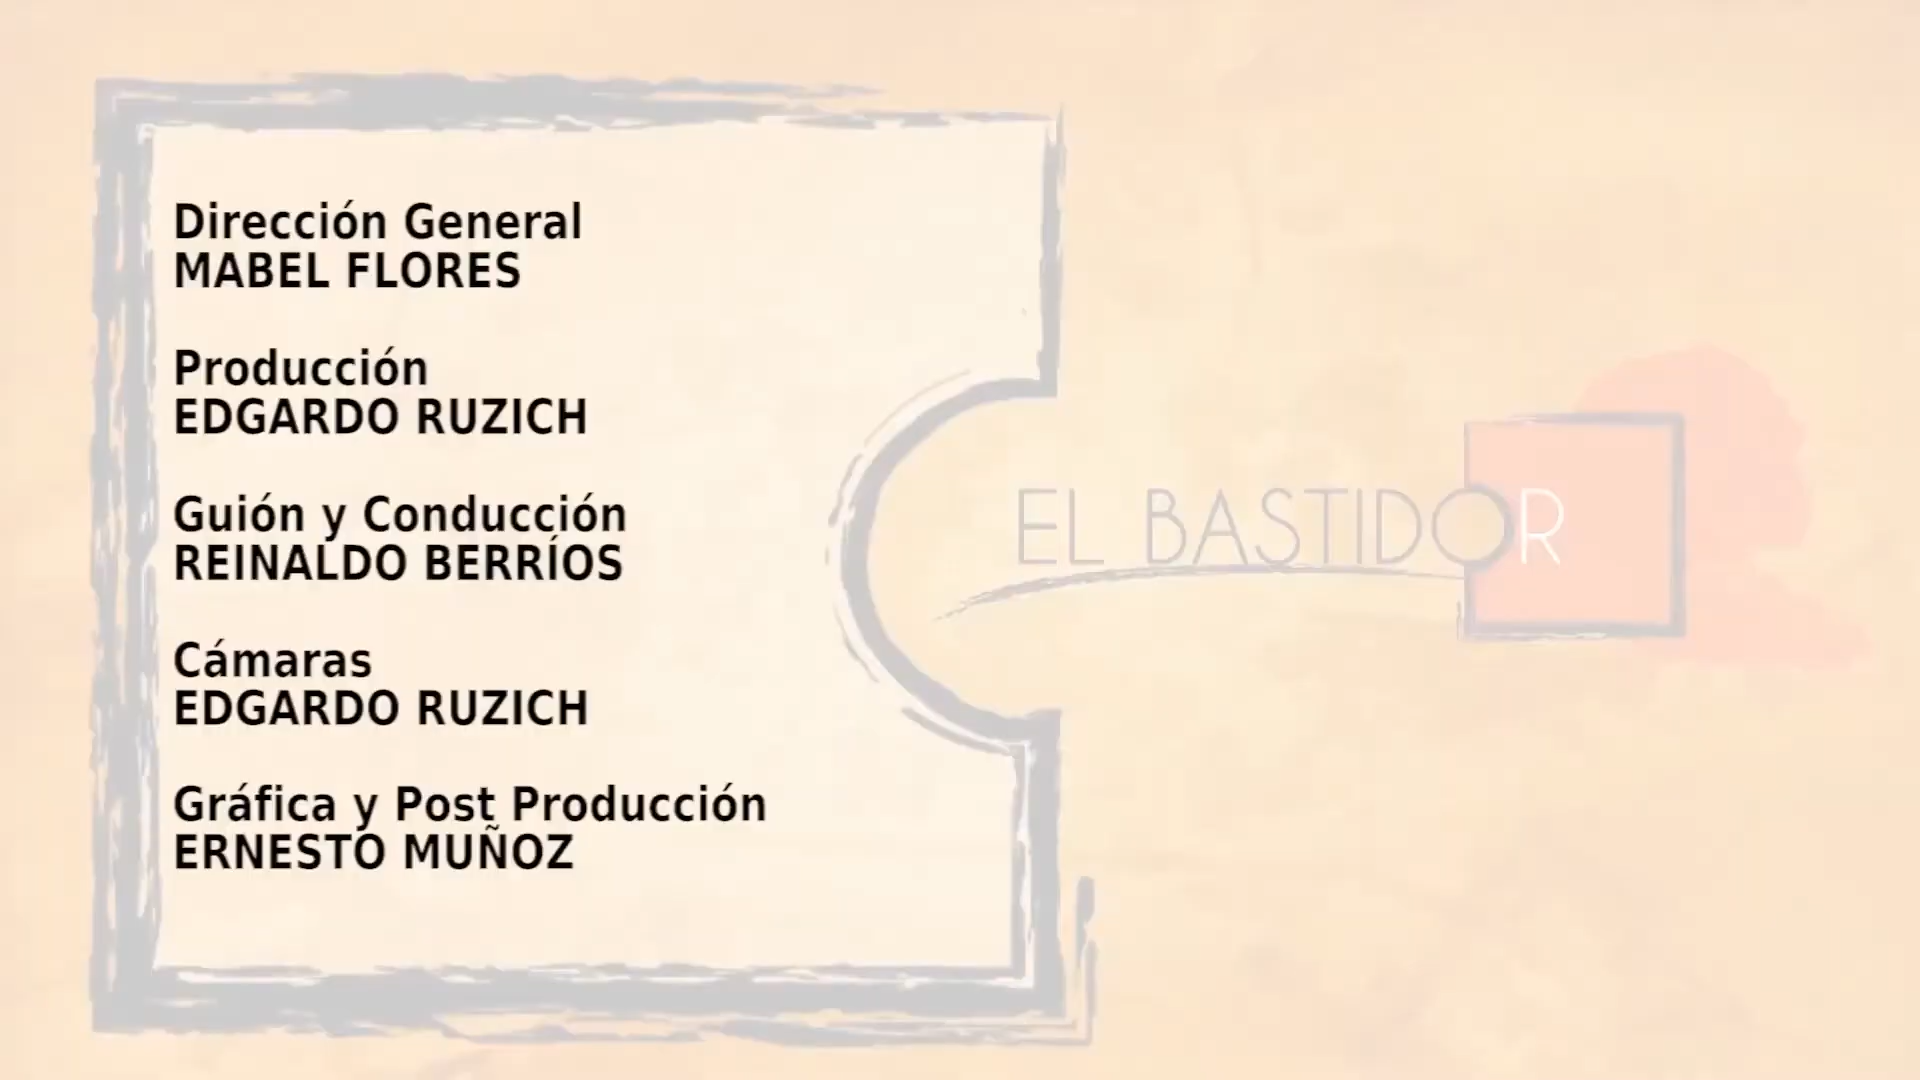 Dirección General
MABEL FLORES
Producción
EDGARDO RUZICH
Guión y Conducción
REINALDO BERRÍOS
Cámaras
EDGARDO RUZICH
Gráfica y Post Producción
ERNESTO MUÑOZ
EL BASTIDOR